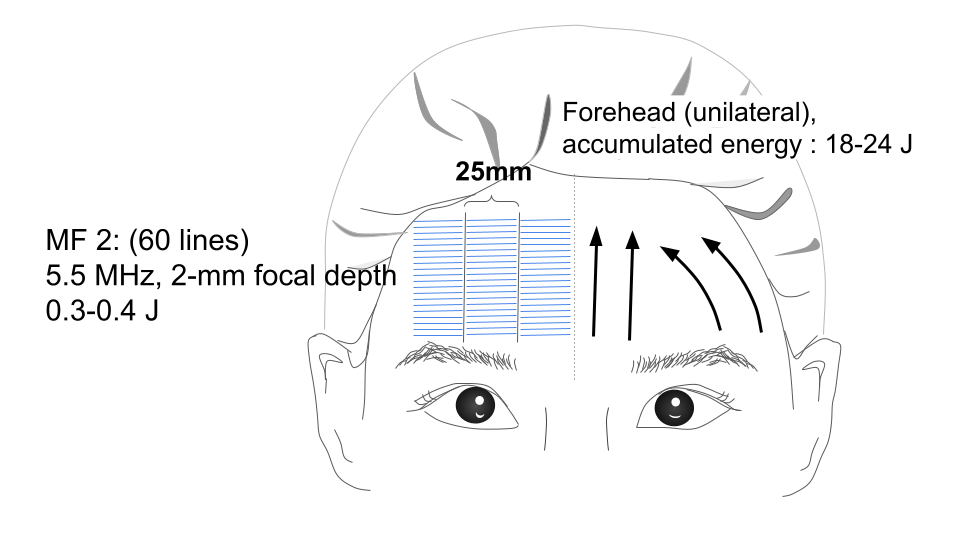 Forehead (unilateral),
accumulated energy : 18-24 J
25mm
MF 2: (60 lines)
5.5 MHz, 2-mm focal depth
0.3-0.4 J